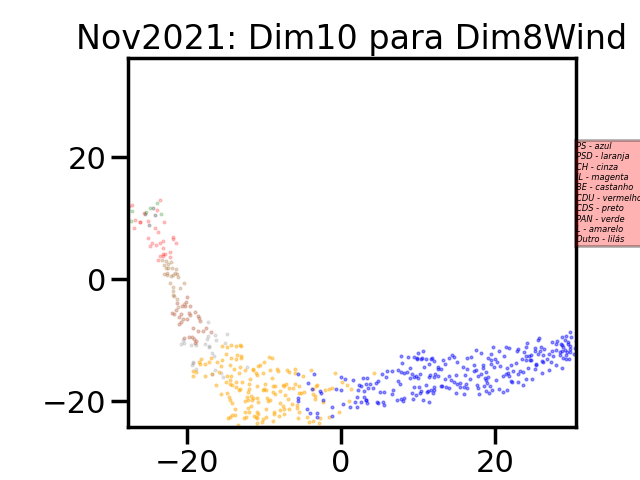 Nov2021: Dim10 para Dim8Wind
20
0
−20
−20
0
20
PS - azul
PSD - laranja
CH - cinza
IL - magenta
BE - castanho
CDU - vermelho
CDS - preto
PAN - verde
L - amarelo
Outro - lilás